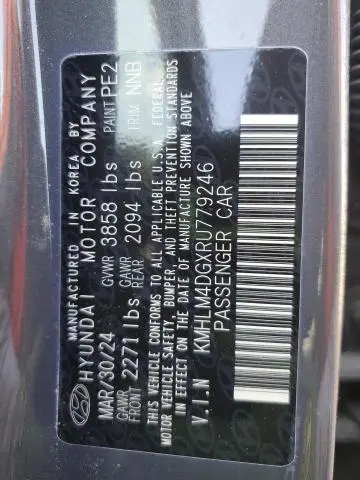 MANUFACTURED IN KOREA BY
HYUNDAI MOTOR COMPANY
MAR/30/24 GVWR 3858 lbs PAINT PE2
GAWR FRONT 2271 lbs GAWR REAR 2094 lbs TRIM NNB
THIS VEHICLE CONFORMS TO ALL APPLICABLE U.S.A. FEDERAL
MOTOR VEHICLE SAFETY, BUMPER, AND THEFT PREVENTION STANDARDS
IN EFFECT ON THE DATE OF MANUFACTURE SHOWN ABOVE
V.I.N KMHLM4DGXRU779246
PASSENGER CAR